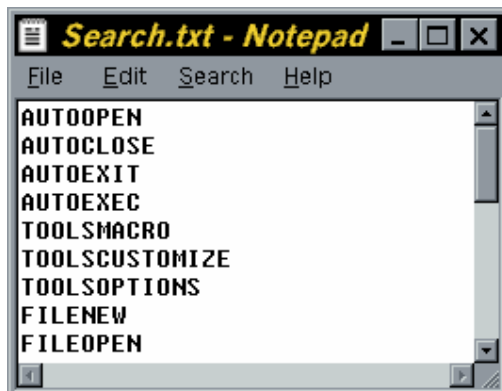 Search.txt - Notepad
File Edit Search Help
AUTOOPEN
AUTOCLOSE
AUTOEXIT
AUTOEXEC
TOOLSMACRO
TOOLSCUSTOMIZE
TOOLSOPTIONS
FILENEW
FILEOPEN